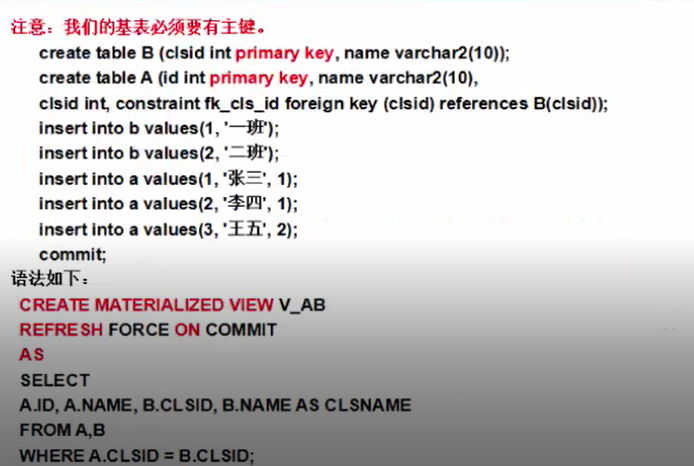 注意：我们的基表必须要有主键。
create table B (clsid int primary key, name varchar2(10));
create table A (id int primary key, name varchar2(10),
clsid int, constraint fk_cls_id foreign key (clsid) references B(clsid));
insert into b values(1, '一班');
insert into b values(2, '二班');
insert into a values(1, '张三', 1);
insert into a values(2, '李四', 1);
insert into a values(3, '王五', 2);
commit;
语法如下：
CREATE MATERIALIZED VIEW V_AB
REFRESH FORCE ON COMMIT
AS
SELECT
A.ID, A.NAME, B.CLSID, B.NAME AS CLSNAME
FROM A,B
WHERE A.CLSID = B.CLSID;